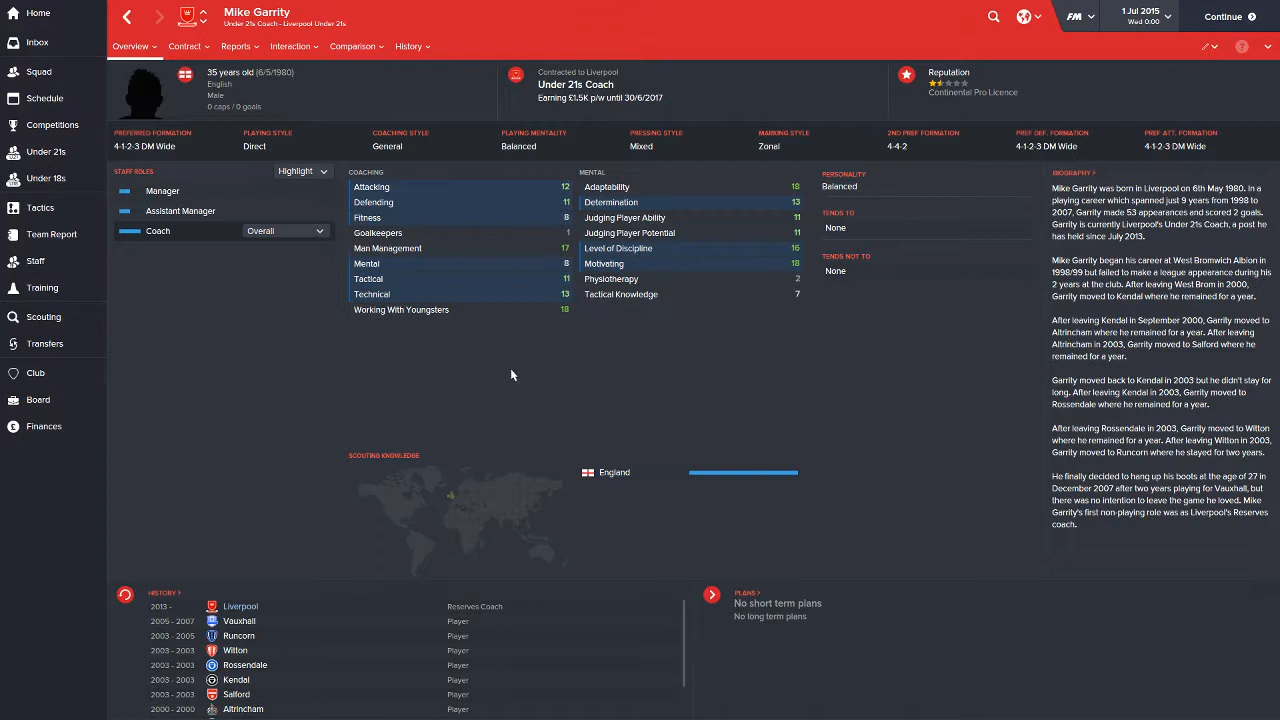 Home
Inbox
Squad
Schedule
Competitions
Under 21s
Under 18s
Tactics
Team Report
Staff
Training
Scouting
Transfers
Club
Board
Finances
Mike Garrity
Under 21s Coach - Liverpool Under 21s
FM
1 Jul 2015
Wed 0:00
Continue
Overview
Contract
Reports
Interaction
Comparison
History
35 years old (6/5/1980)
English
Male
0 caps / 0 goals
Contracted to Liverpool
Under 21s Coach
Earning £1.5K p/w until 30/6/2017
Reputation
Continental Pro Licence
PREFERRED FORMATION
4-1-2-3 DM Wide
PLAYING STYLE
Direct
COACHING STYLE
General
PLAYING MENTALITY
Balanced
PRESSING STYLE
Mixed
MARKING STYLE
Zonal
2ND PREF FORMATION
4-4-2
PREF DEF. FORMATION
4-1-2-3 DM Wide
PREF ATT. FORMATION
4-1-2-3 DM Wide
STAFF ROLES
Highlight
Manager
Assistant Manager
Coach
Overall
COACHING
Attacking 12
Defending 11
Fitness 8
Goalkeepers 1
Man Management 17
Mental 8
Tactical 11
Technical 13
Working With Youngsters 18
MENTAL
Adaptability 18
Determination 13
Judging Player Ability 11
Judging Player Potential 11
Level of Discipline 16
Motivating 18
Physiotherapy 2
Tactical Knowledge 7
PERSONALITY
Balanced
TENDS TO
None
TENDS NOT TO
None
BIOGRAPHY >
Mike Garrity was born in Liverpool on 6th May 1980. In a
playing career which spanned just 9 years from 1998 to
2007, Garrity made 53 appearances and scored 2 goals.
Garrity is currently Liverpool's Under 21s Coach, a post he
has held since July 2013.
Mike Garrity began his career at West Bromwich Albion in
1998/99 but failed to make a league appearance during his
2 years at the club. After leaving West Brom in 2000,
Garrity moved to Kendal where he remained for a year.
After leaving Kendal in September 2000, Garrity moved to
Altrincham where he remained for a year. After leaving
Altrincham in 2003, Garrity moved to Salford where he
remained for a year.
Garrity moved back to Kendal in 2003 but he didn't stay for
long. After leaving Kendal in 2003, Garrity moved to
Rossendale where he remained for a year.
After leaving Rossendale in 2003, Garrity moved to Witton
where he remained for a year. After leaving Witton in 2003,
Garrity moved to Runcorn where he stayed for two years.
He finally decided to hang up his boots at the age of 27 in
December 2007 after two years playing for Vauxhall, but
there was no intention to leave the game he loved. Mike
Garrity's first non-playing role was as Liverpool's Reserves
coach.
SCOUTING KNOWLEDGE
England
HISTORY >
2013 - Liverpool Reserves Coach
2005 - 2007 Vauxhall Player
2003 - 2005 Runcorn Player
2003 - 2003 Witton Player
2003 - 2003 Rossendale Player
2003 - 2003 Kendal Player
2003 - 2003 Salford Player
2000 - 2000 Altrincham Player
PLANS >
No short term plans
No long term plans